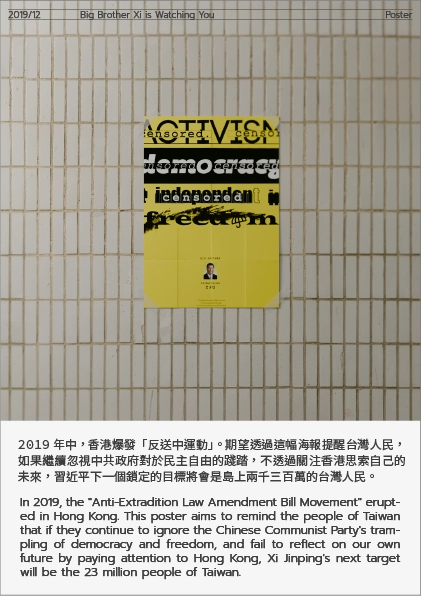 2019/12 Big Brother Xi is Watching You Poster
ACTIVISM
censored. censor
democracy
censored censored censored
independent
censored
freedom
2019 年中，香港爆發「反送中運動」。期望透過這幅海報提醒台灣人民，
如果繼續忽視中共政府對於民主自由的踐踏，不透過關注香港思索自己的
未來，習近平下一個鎖定的目標將會是島上兩千三百萬的台灣人民。
In 2019, the "Anti-Extradition Law Amendment Bill Movement" erupt-
ed in Hong Kong. This poster aims to remind the people of Taiwan
that if they continue to ignore the Chinese Communist Party's tram-
pling of democracy and freedom, and fail to reflect on our own
future by paying attention to Hong Kong, Xi Jinping's next target
will be the 23 million people of Taiwan.